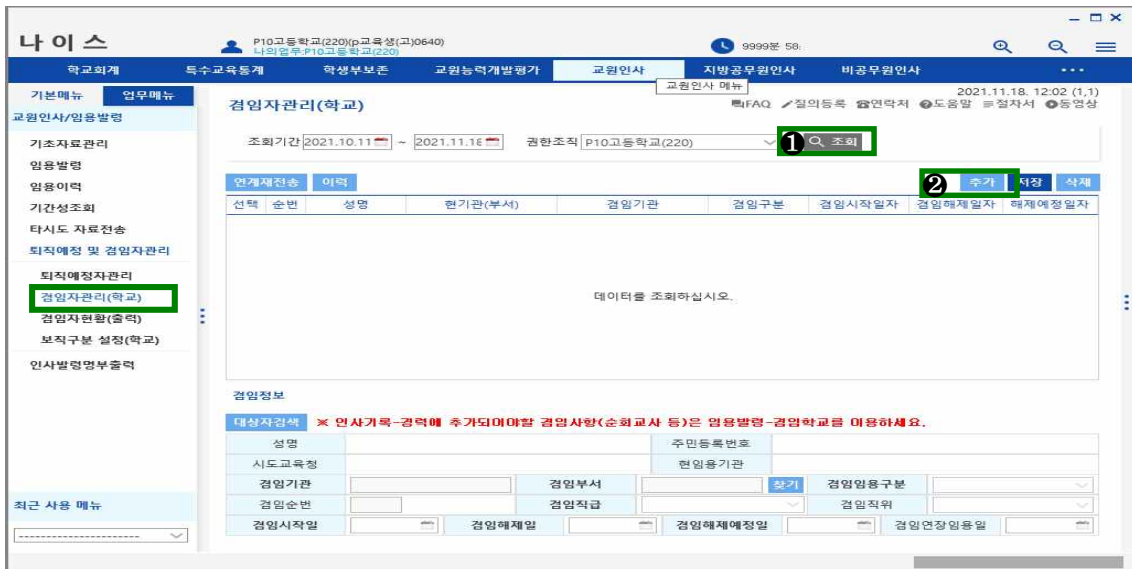 나이스
P10고등학교(220)(p교육생(고)0640)
나의업무:P10고등학교(220)
9999분 58
학교회계 특수교육통계 학생부보존 교원능력개발평가 교원인사 지방공무원인사 비공무원인사
교원인사 메뉴
기본메뉴 업무메뉴
교원인사/임용발령
기초자료관리
임용발령
임용이력
기간성조회
타시도 자료전송
퇴직예정 및 겸임자관리
퇴직예정자관리
겸임자관리(학교)
겸임자현황(출력)
보직구분 설정(학교)
인사발령명부출력
최근 사용 메뉴
----------------------
겸임자관리(학교)
2021.11.18. 12:02 (1,1)
FAQ 질의등록 연락처 도움말 절차서 동영상
조회기간 2021.10.11 ~ 2021.11.18 권한조직 P10고등학교(220) ❶ 조회
연계재전송 이력 ❷ 추가 저장 삭제
선택 순번 성명 현기관(부서) 겸임기관 겸임구분 겸임시작일자 겸임해제일자 해제예정일자
데이터를 조회하십시오.
겸임정보
대상자검색 ※ 인사기록-경력에 추가되어야할 겸임사항(순회교사 등)은 임용발령-겸임학교를 이용하세요.
성명 주민등록번호
시도교육청 현임용기관
겸임기관 겸임부서 찾기 겸임임용구분
겸임순번 겸임직급 겸임직위
겸임시작일 겸임해제일 겸임해제예정일 겸임연장임용일